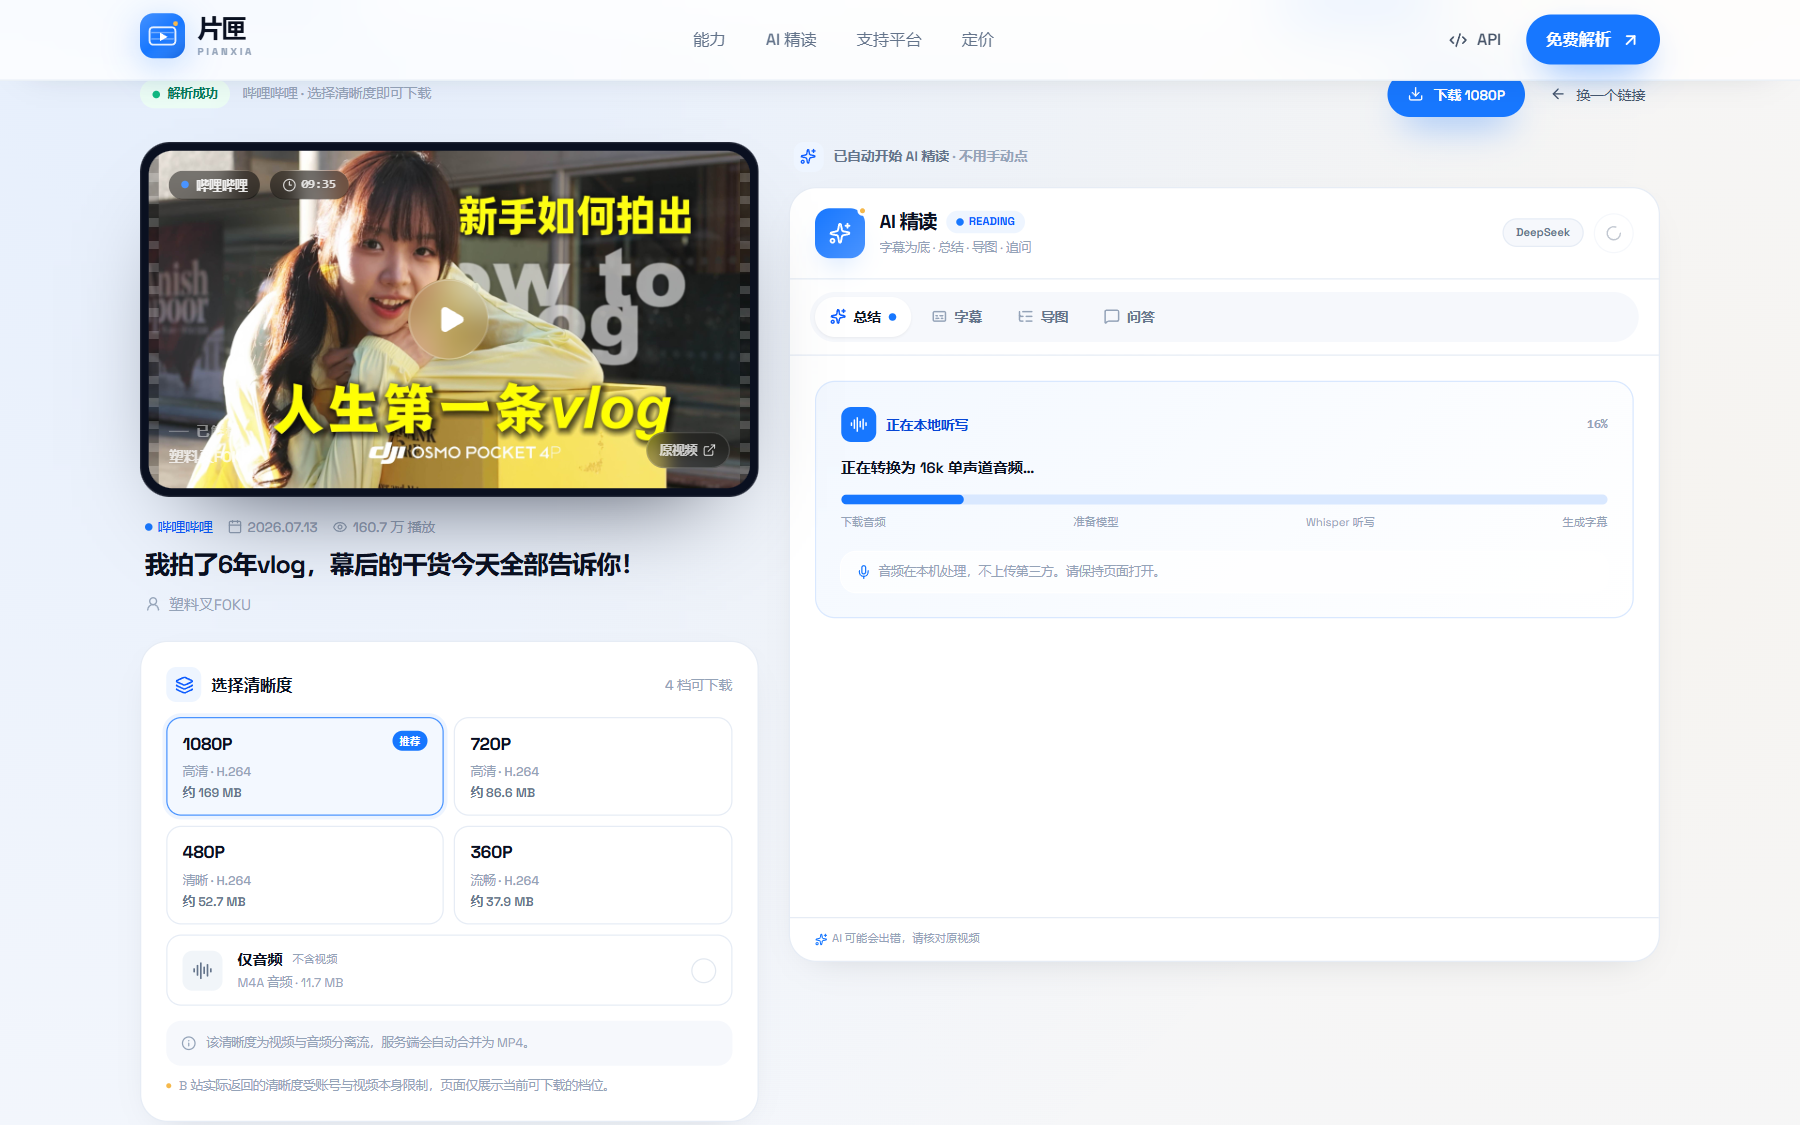 片匣
PIANXIA
能力
AI 精读
支持平台
定价
API
免费解析
解析成功
哔哩哔哩 · 选择清晰度即可下载
下载 1080P
换一个链接
哔哩哔哩
09:35
新手如何拍出
ow to
og
人生第一条vlog
dji OSMO POCKET 4P
原视频
哔哩哔哩
2026.07.13
160.7 万 播放
我拍了6年vlog，幕后的干货今天全部告诉你！
塑料叉FOKU
选择清晰度
4 档可下载
1080P
推荐
高清 · H.264
约 169 MB
720P
高清 · H.264
约 86.6 MB
480P
清晰 · H.264
约 52.7 MB
360P
流畅 · H.264
约 37.9 MB
仅音频
不含视频
M4A 音频 · 11.7 MB
该清晰度为视频与音频分离流，服务端会自动合并为 MP4。
B 站实际返回的清晰度受账号与视频本身限制，页面仅展示当前可下载的档位。
已自动开始 AI 精读 · 不用手动点
AI 精读
READING
字幕为底 · 总结 · 导图 · 追问
DeepSeek
总结
字幕
导图
问答
正在本地听写
16%
正在转换为 16k 单声道音频...
下载音频
准备模型
Whisper 听写
生成字幕
音频在本机处理，不上传第三方。请保持页面打开。
AI 可能会出错，请核对原视频